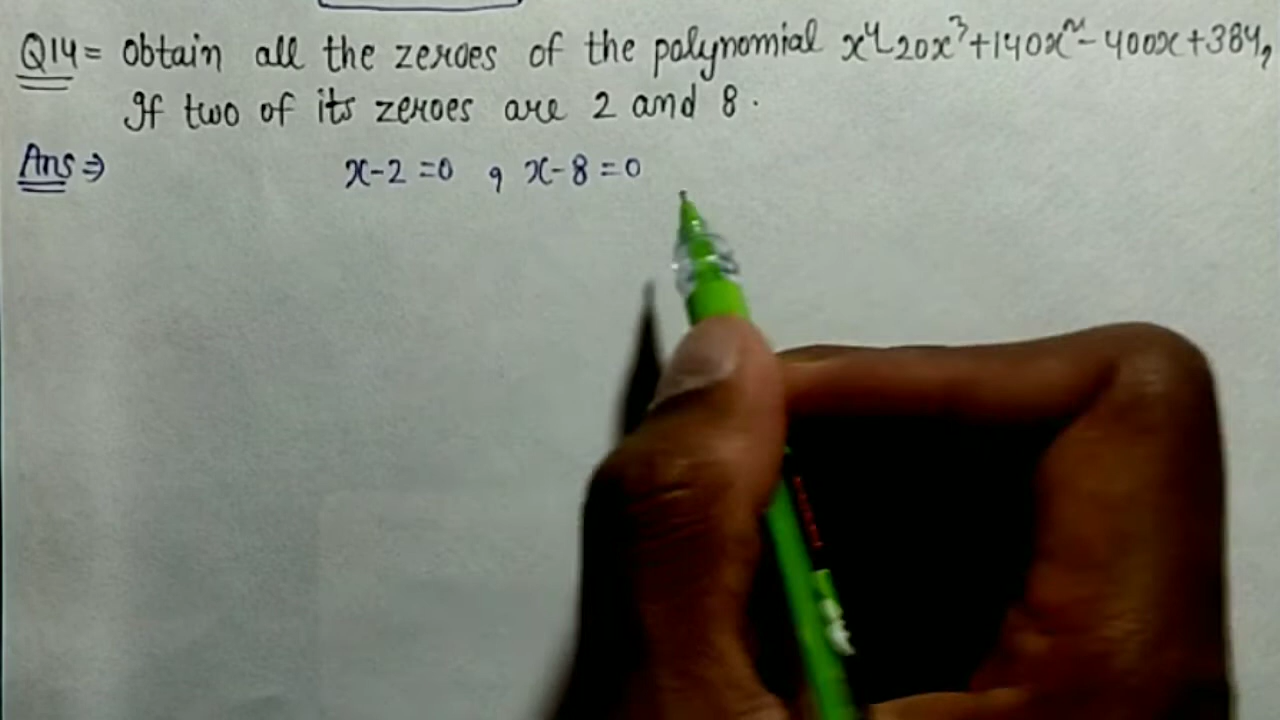 Q14 = Obtain all the zeroes of the polynomial x⁴-20x³+140x²-400x+384,
If two of its zeroes are 2 and 8.
Ans ⇒ x-2=0 , x-8=0